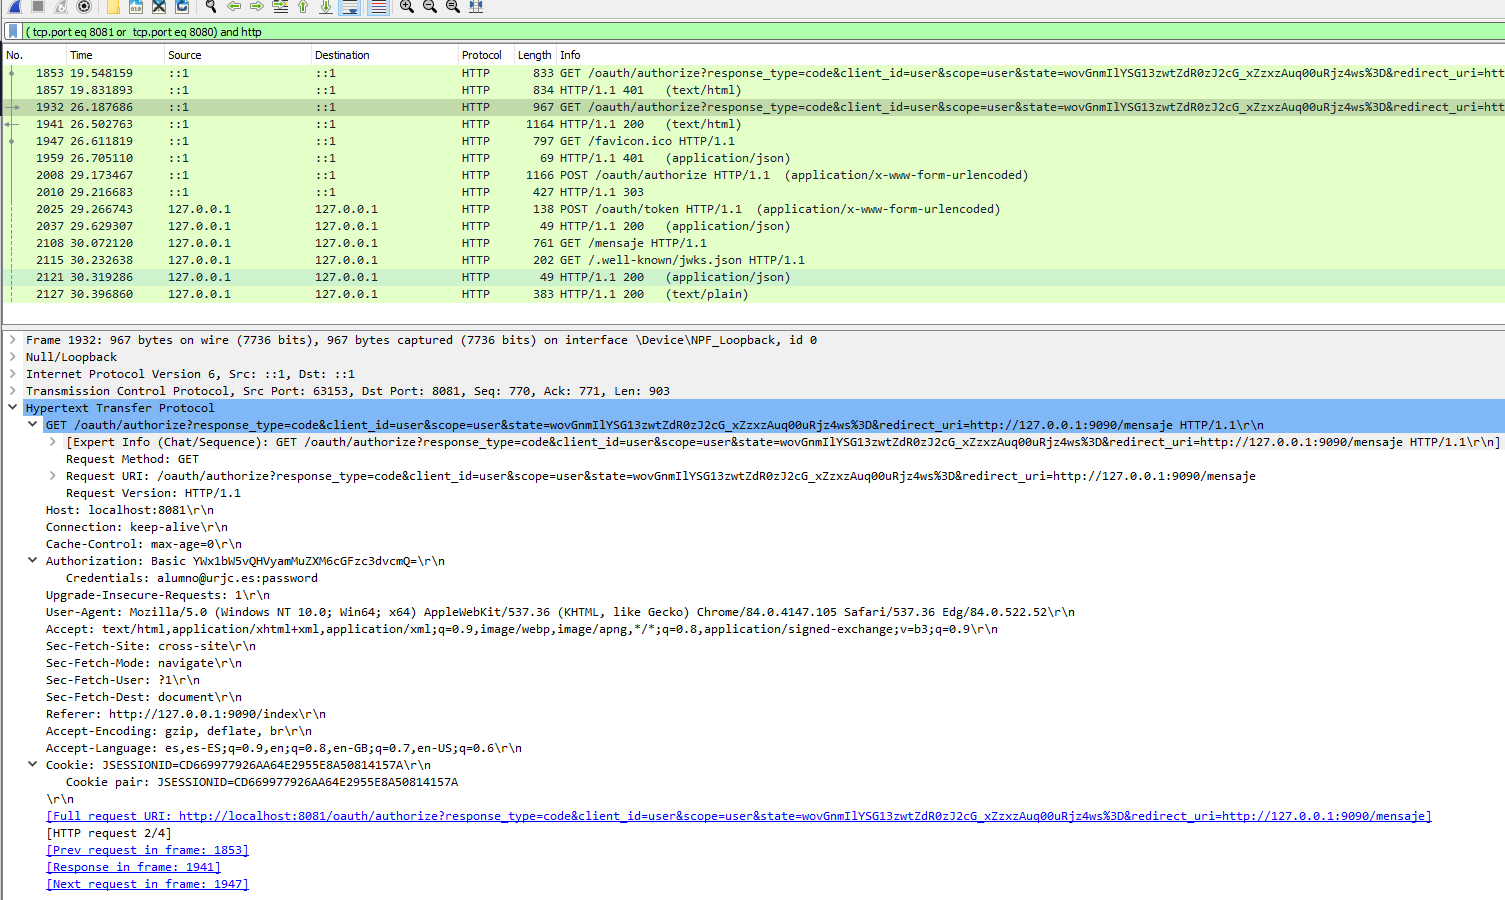 ( tcp.port eq 8081 or  tcp.port eq 8080) and http
No. Time Source Destination Protocol Length Info
1853 19.548159 ::1 ::1 HTTP 833 GET /oauth/authorize?response_type=code&client_id=user&scope=user&state=wovGnmIlYSG13zwtZdR0zJ2cG_xZzxzAuq00uRjz4ws%3D&redirect_uri=htt
1857 19.831893 ::1 ::1 HTTP 834 HTTP/1.1 401  (text/html)
1932 26.187686 ::1 ::1 HTTP 967 GET /oauth/authorize?response_type=code&client_id=user&scope=user&state=wovGnmIlYSG13zwtZdR0zJ2cG_xZzxzAuq00uRjz4ws%3D&redirect_uri=htt
1941 26.502763 ::1 ::1 HTTP 1164 HTTP/1.1 200  (text/html)
1947 26.611819 ::1 ::1 HTTP 797 GET /favicon.ico HTTP/1.1
1959 26.705110 ::1 ::1 HTTP 69 HTTP/1.1 401  (application/json)
2008 29.173467 ::1 ::1 HTTP 1166 POST /oauth/authorize HTTP/1.1  (application/x-www-form-urlencoded)
2010 29.216683 ::1 ::1 HTTP 427 HTTP/1.1 303
2025 29.266743 127.0.0.1 127.0.0.1 HTTP 138 POST /oauth/token HTTP/1.1  (application/x-www-form-urlencoded)
2037 29.629307 127.0.0.1 127.0.0.1 HTTP 49 HTTP/1.1 200  (application/json)
2108 30.072120 127.0.0.1 127.0.0.1 HTTP 761 GET /mensaje HTTP/1.1
2115 30.232638 127.0.0.1 127.0.0.1 HTTP 202 GET /.well-known/jwks.json HTTP/1.1
2121 30.319286 127.0.0.1 127.0.0.1 HTTP 49 HTTP/1.1 200  (application/json)
2127 30.396860 127.0.0.1 127.0.0.1 HTTP 383 HTTP/1.1 200  (text/plain)
Frame 1932: 967 bytes on wire (7736 bits), 967 bytes captured (7736 bits) on interface \Device\NPF_Loopback, id 0
Null/Loopback
Internet Protocol Version 6, Src: ::1, Dst: ::1
Transmission Control Protocol, Src Port: 63153, Dst Port: 8081, Seq: 770, Ack: 771, Len: 903
Hypertext Transfer Protocol
GET /oauth/authorize?response_type=code&client_id=user&scope=user&state=wovGnmIlYSG13zwtZdR0zJ2cG_xZzxzAuq00uRjz4ws%3D&redirect_uri=http://127.0.0.1:9090/mensaje HTTP/1.1\r\n
[Expert Info (Chat/Sequence): GET /oauth/authorize?response_type=code&client_id=user&scope=user&state=wovGnmIlYSG13zwtZdR0zJ2cG_xZzxzAuq00uRjz4ws%3D&redirect_uri=http://127.0.0.1:9090/mensaje HTTP/1.1\r\n]
Request Method: GET
Request URI: /oauth/authorize?response_type=code&client_id=user&scope=user&state=wovGnmIlYSG13zwtZdR0zJ2cG_xZzxzAuq00uRjz4ws%3D&redirect_uri=http://127.0.0.1:9090/mensaje
Request Version: HTTP/1.1
Host: localhost:8081\r\n
Connection: keep-alive\r\n
Cache-Control: max-age=0\r\n
Authorization: Basic YWx1bW5vQHVyamMuZXM6cGFzc3dvcmQ=\r\n
Credentials: alumno@urjc.es:password
Upgrade-Insecure-Requests: 1\r\n
User-Agent: Mozilla/5.0 (Windows NT 10.0; Win64; x64) AppleWebKit/537.36 (KHTML, like Gecko) Chrome/84.0.4147.105 Safari/537.36 Edg/84.0.522.52\r\n
Accept: text/html,application/xhtml+xml,application/xml;q=0.9,image/webp,image/apng,*/*;q=0.8,application/signed-exchange;v=b3;q=0.9\r\n
Sec-Fetch-Site: cross-site\r\n
Sec-Fetch-Mode: navigate\r\n
Sec-Fetch-User: ?1\r\n
Sec-Fetch-Dest: document\r\n
Referer: http://127.0.0.1:9090/index\r\n
Accept-Encoding: gzip, deflate, br\r\n
Accept-Language: es,es-ES;q=0.9,en;q=0.8,en-GB;q=0.7,en-US;q=0.6\r\n
Cookie: JSESSIONID=CD669977926AA64E2955E8A50814157A\r\n
Cookie pair: JSESSIONID=CD669977926AA64E2955E8A50814157A
\r\n
[Full request URI: http://localhost:8081/oauth/authorize?response_type=code&client_id=user&scope=user&state=wovGnmIlYSG13zwtZdR0zJ2cG_xZzxzAuq00uRjz4ws%3D&redirect_uri=http://127.0.0.1:9090/mensaje]
[HTTP request 2/4]
[Prev request in frame: 1853]
[Response in frame: 1941]
[Next request in frame: 1947]